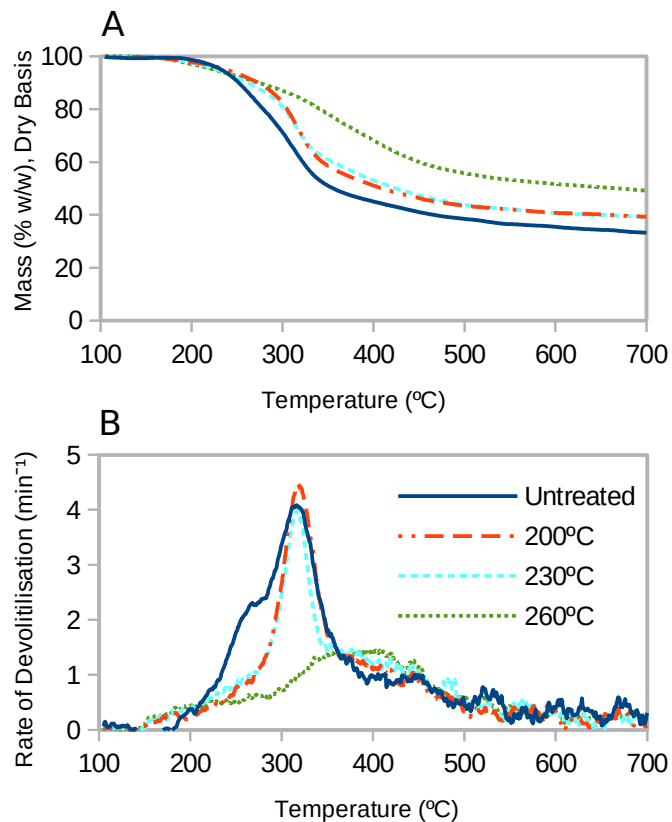 A
Mass (% w/w), Dry Basis
100
80
60
40
20
0
100 200 300 400 500 600 700
Temperature (ºC)
B
Rate of Devolitilisation (min⁻¹)
5
4
3
2
1
0
Untreated
200ºC
230ºC
260ºC
100 200 300 400 500 600 700
Temperature (ºC)